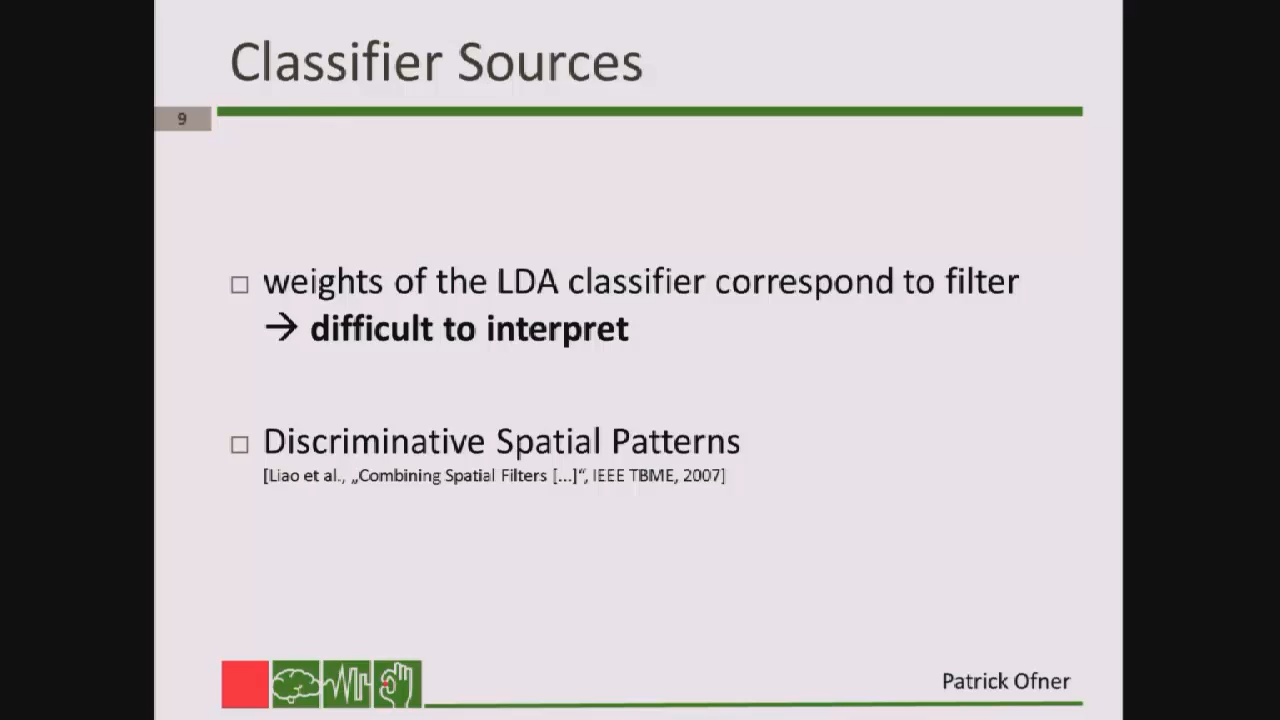 Classifier Sources
9
weights of the LDA classifier correspond to filter
→ difficult to interpret
Discriminative Spatial Patterns
[Liao et al., „Combining Spatial Filters [...]“, IEEE TBME, 2007]
Patrick Ofner